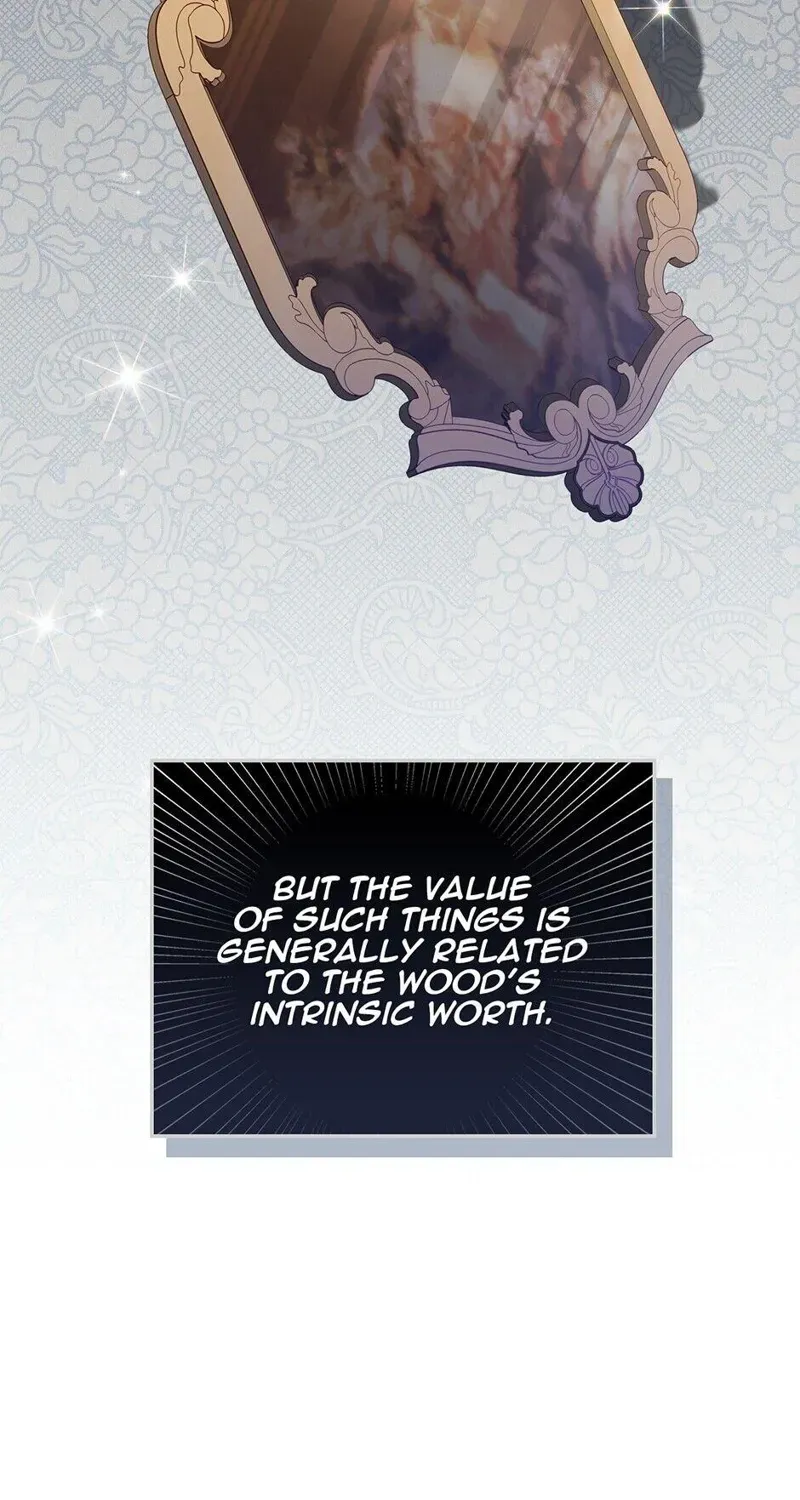 BUT THE VALUE
OF SUCH THINGS IS
GENERALLY RELATED
TO THE WOOD'S
INTRINSIC WORTH.